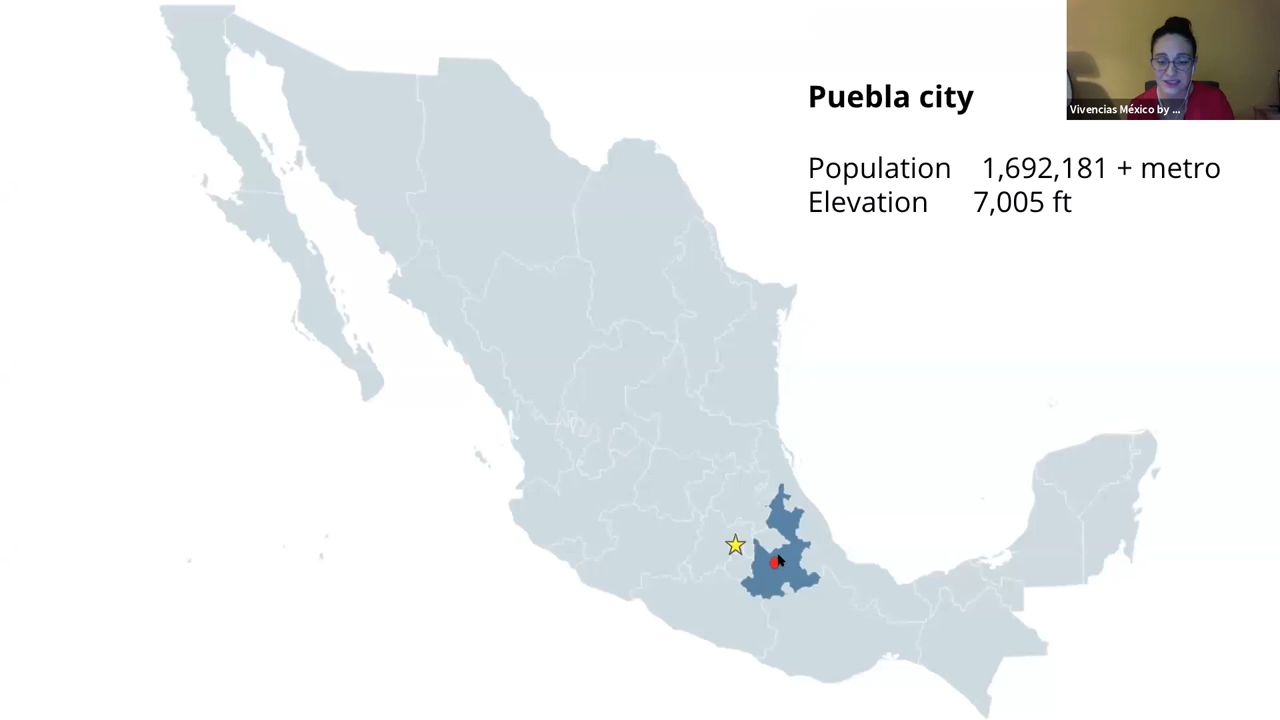 Puebla city
Population 1,692,181 + metro
Elevation 7,005 ft
Vivencias México by ...